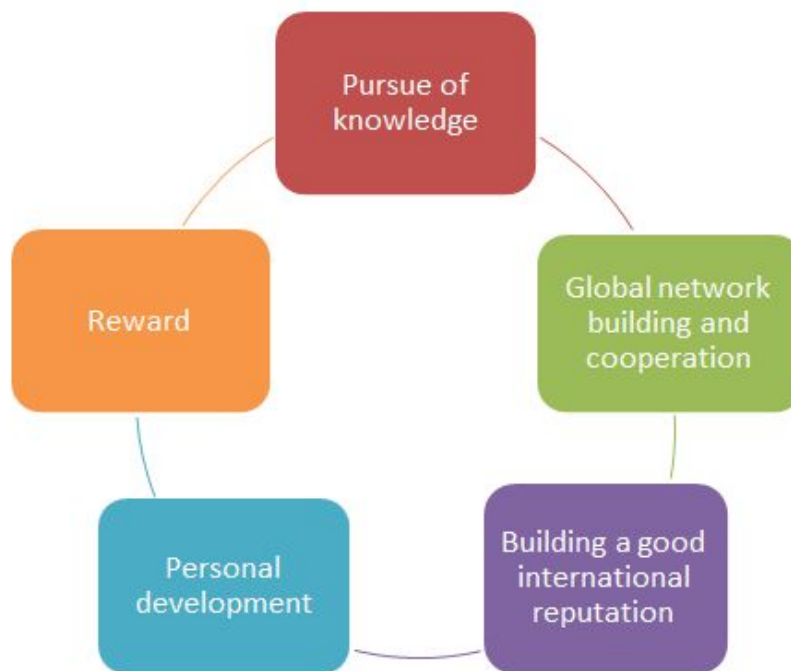 Pursue of
knowledge
Global network
building and
cooperation
Building a good
international
reputation
Personal
development
Reward